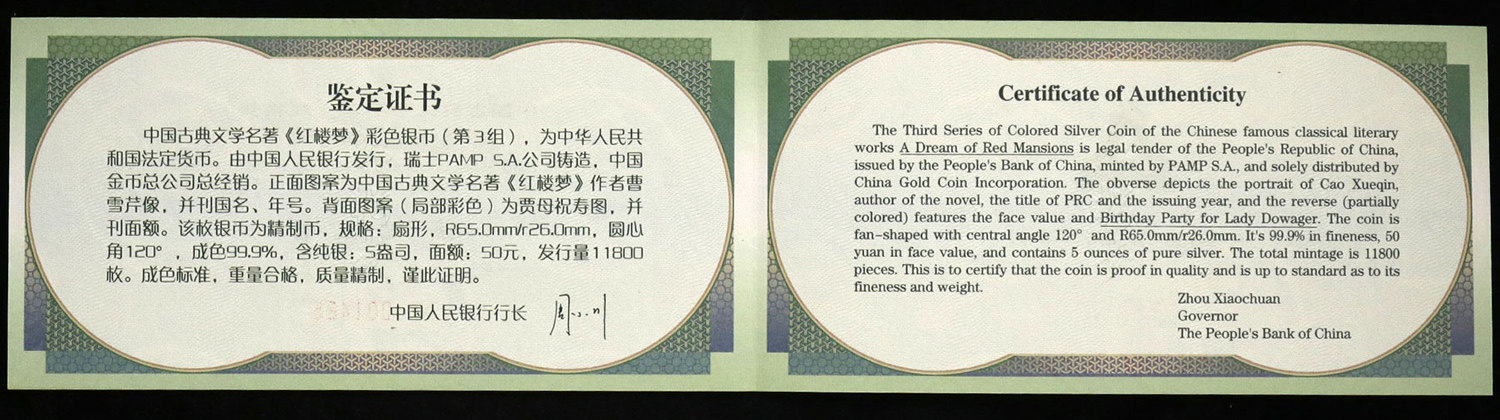 鉴定证书
中国古典文学名著《红楼梦》彩色银币（第3组），为中华人民共
和国法定货币。由中国人民银行发行，瑞士PAMP S.A.公司铸造，中国
金币总公司总经销。正面图案为中国古典文学名著《红楼梦》作者曹
雪芹像，并刊国名、年号。背面图案（局部彩色）为贾母祝寿图，并
刊面额。该枚银币为精制币，规格：扇形，R65.0mm/r26.0mm，圆心
角120°，成色99.9%，含纯银：5盎司，面额：50元，发行量11800
枚。成色标准，重量合格，质量精制，谨此证明。
中国人民银行行长 周小川
Certificate of Authenticity
The Third Series of Colored Silver Coin of the Chinese famous classical literary
works A Dream of Red Mansions is legal tender of the People's Republic of China,
issued by the People's Bank of China, minted by PAMP S.A., and solely distributed by
China Gold Coin Incorporation. The obverse depicts the portrait of Cao Xueqin,
author of the novel, the title of PRC and the issuing year, and the reverse (partially
colored) features the face value and Birthday Party for Lady Dowager. The coin is
fan-shaped with central angle 120° and R65.0mm/r26.0mm. It's 99.9% in fineness, 50
yuan in face value, and contains 5 ounces of pure silver. The total mintage is 11800
pieces. This is to certify that the coin is proof in quality and is up to standard as to its
fineness and weight.
Zhou Xiaochuan
Governor
The People's Bank of China